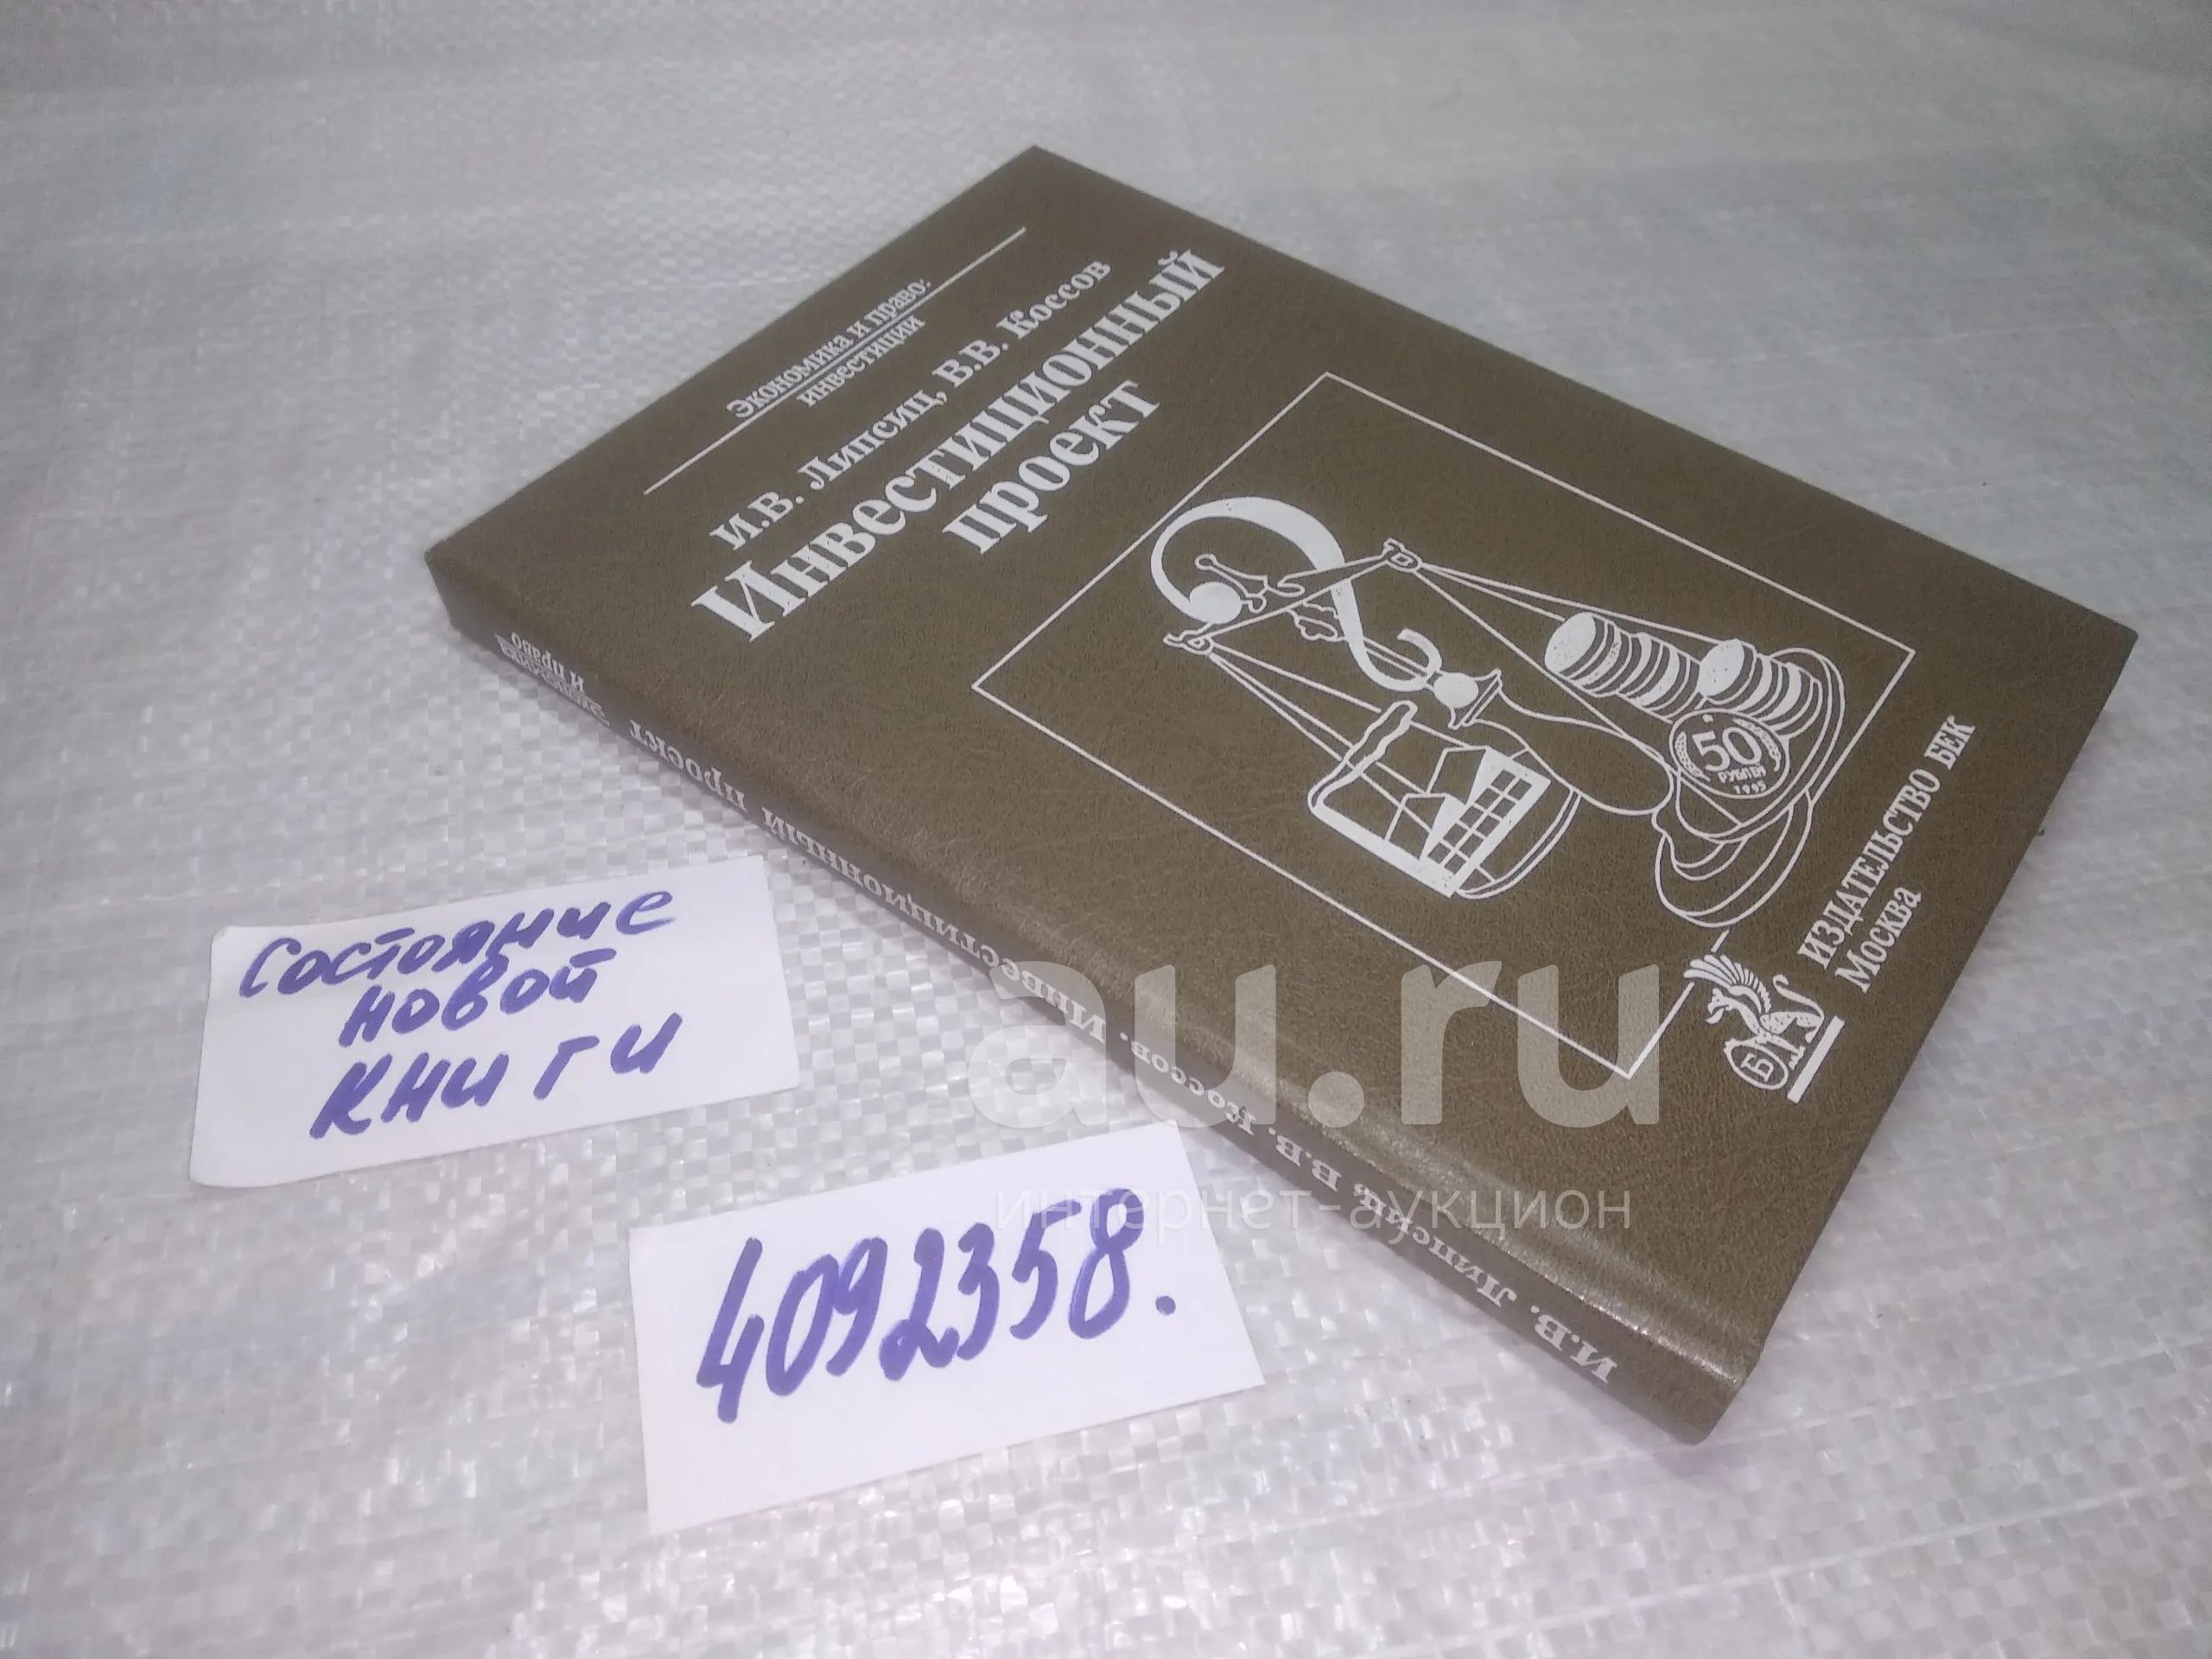 Экономика и право:
инвестиции
И.В. Липсиц, В.В. Коссов
Инвестиционный
проект
50
РУБЛЕЙ
1995
ИЗДАТЕЛЬСТВО БЕК
Москва
Б
И.В. Липсиц, В.В. Коссов. Инвестиционный проект
Экономика
и право
Состояние
новой
книги
4092358.
au.ru
интернет-аукцион